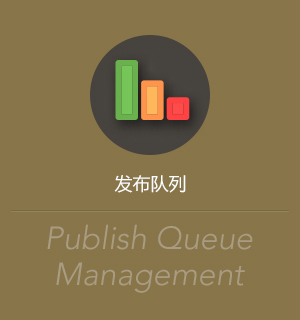 发布队列
Publish Queue
Management